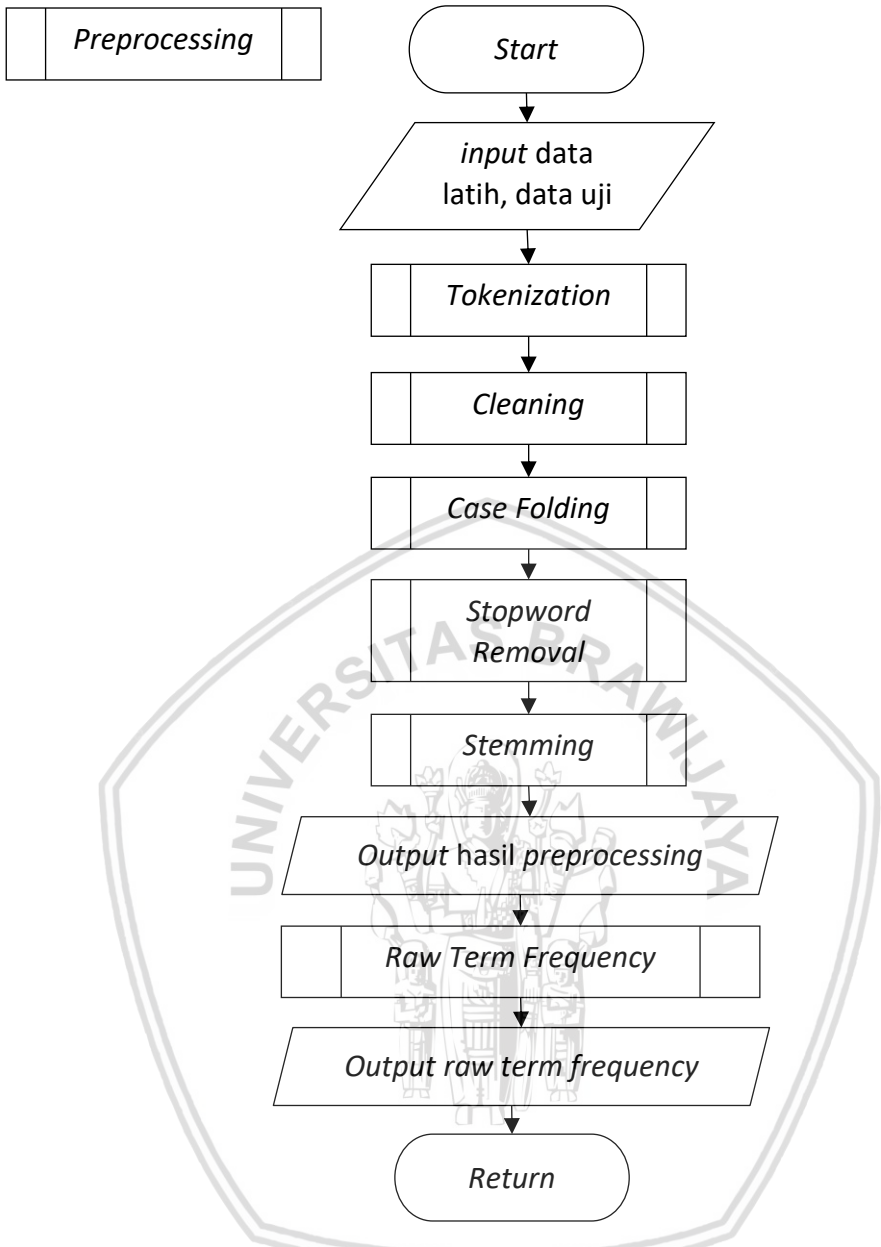 Preprocessing
Start
input data
latih, data uji
Tokenization
Cleaning
Case Folding
Stopword
Removal
Stemming
Output hasil preprocessing
Raw Term Frequency
Output raw term frequency
Return
UNIVERSITAS BRAWIJAYA